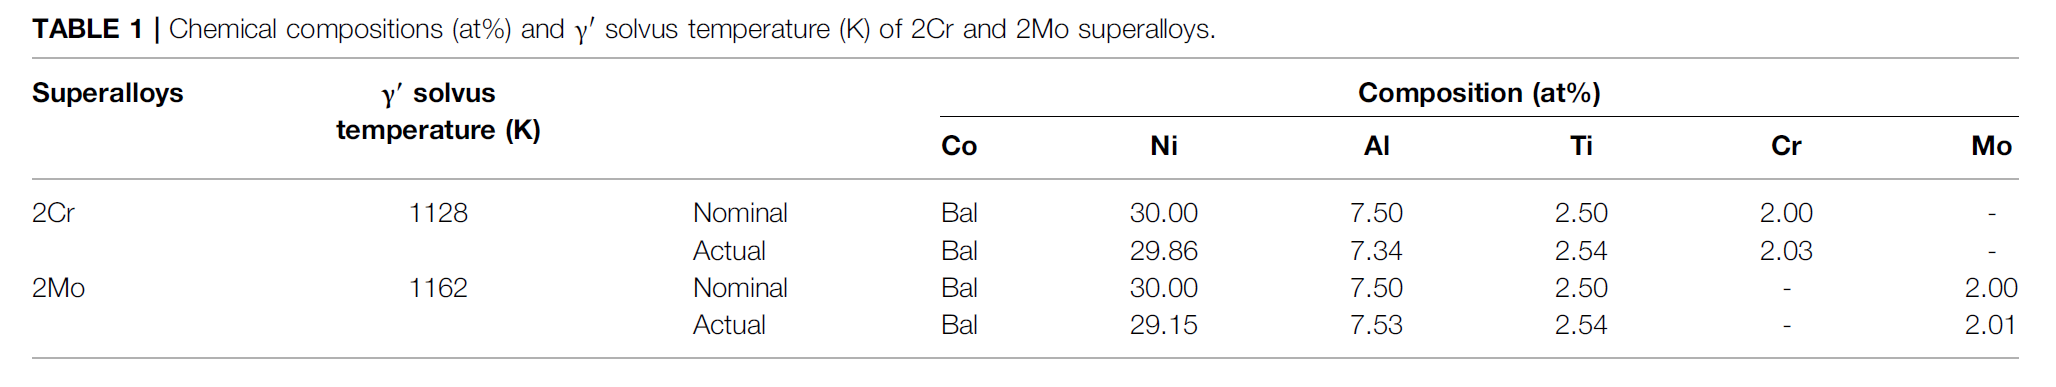 TABLE 1 | Chemical compositions (at%) and γ′ solvus temperature (K) of 2Cr and 2Mo superalloys.
Superalloys γ′ solvus temperature (K) Composition (at%)
Co Ni Al Ti Cr Mo
2Cr 1128 Nominal Bal 30.00 7.50 2.50 2.00 -
Actual Bal 29.86 7.34 2.54 2.03 -
2Mo 1162 Nominal Bal 30.00 7.50 2.50 - 2.00
Actual Bal 29.15 7.53 2.54 - 2.01